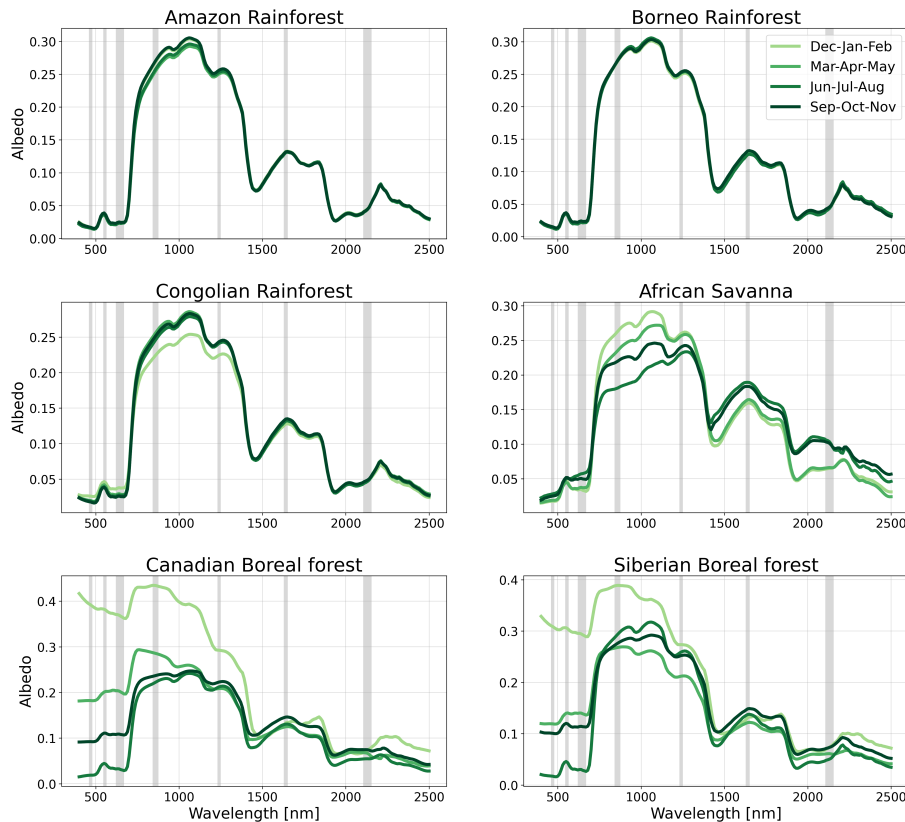 Amazon Rainforest
Albedo
0.30
0.25
0.20
0.15
0.10
0.05
0.00
500 1000 1500 2000 2500
Borneo Rainforest
Dec-Jan-Feb
Mar-Apr-May
Jun-Jul-Aug
Sep-Oct-Nov
0.30
0.25
0.20
0.15
0.10
0.05
0.00
500 1000 1500 2000 2500
Congolian Rainforest
Albedo
0.25
0.20
0.15
0.10
0.05
500 1000 1500 2000 2500
African Savanna
0.30
0.25
0.20
0.15
0.10
0.05
500 1000 1500 2000 2500
Canadian Boreal forest
Albedo
0.4
0.3
0.2
0.1
0.0
500 1000 1500 2000 2500
Wavelength [nm]
Siberian Boreal forest
0.4
0.3
0.2
0.1
0.0
500 1000 1500 2000 2500
Wavelength [nm]